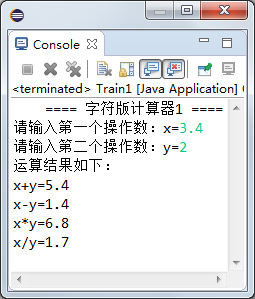 Console
<terminated> Train1 [Java Application]
==== 字符版计算器1 ====
请输入第一个操作数：x=3.4
请输入第二个操作数：y=2
运算结果如下：
x+y=5.4
x-y=1.4
x*y=6.8
x/y=1.7